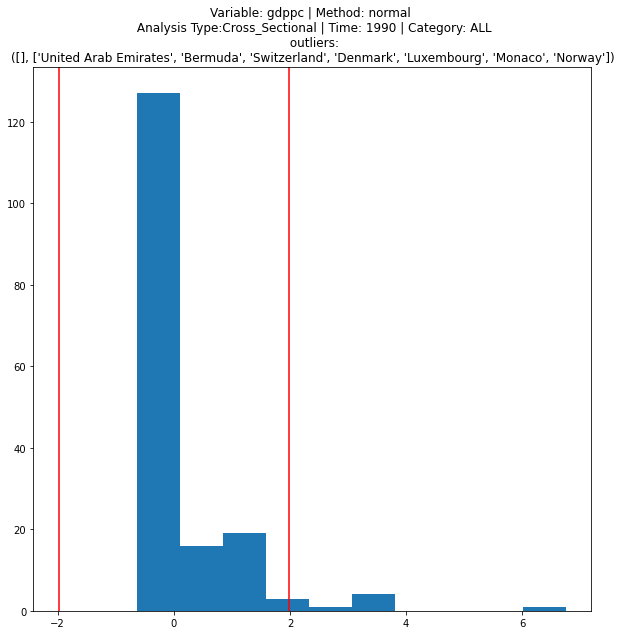 Variable: gdppc | Method: normal
Analysis Type:Cross_Sectional | Time: 1990 | Category: ALL
outliers:
([], ['United Arab Emirates', 'Bermuda', 'Switzerland', 'Denmark', 'Luxembourg', 'Monaco', 'Norway'])
120
100
80
60
40
20
0
−2 0 2 4 6